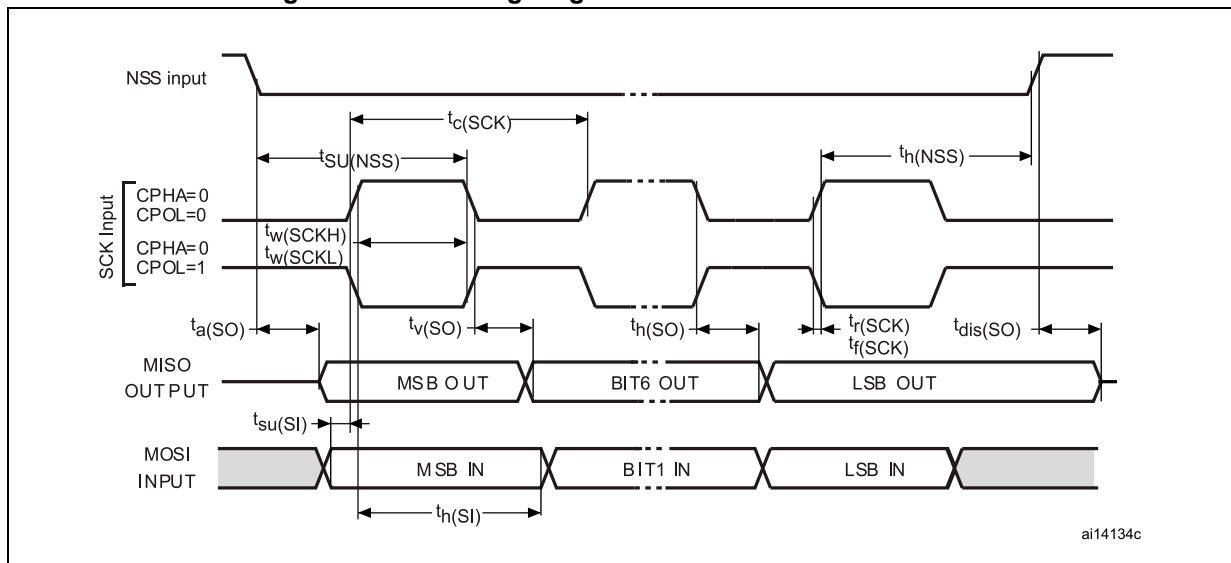 NSS input
tc(SCK)
tSU(NSS)
th(NSS)
SCK Input
CPHA=0
CPOL=0
tw(SCKH)
CPHA=0
tw(SCKL)
CPOL=1
ta(SO)
tv(SO)
th(SO)
tr(SCK)
tf(SCK)
tdis(SO)
MISO
OUTPUT
MSB OUT
BIT6 OUT
LSB OUT
tsu(SI)
MOSI
INPUT
MSB IN
BIT1 IN
LSB IN
th(SI)
ai14134c